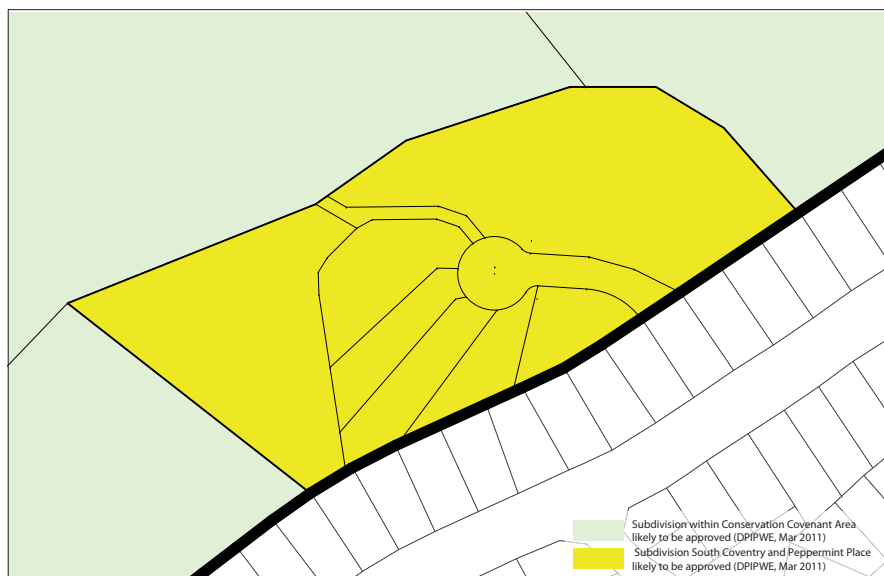 Subdivision within Conservation Covenant Area
likely to be approved (DPIPWE, Mar 2011)
Subdivision South Coventry and Peppermint Place
likely to be approved (DPIPWE, Mar 2011)